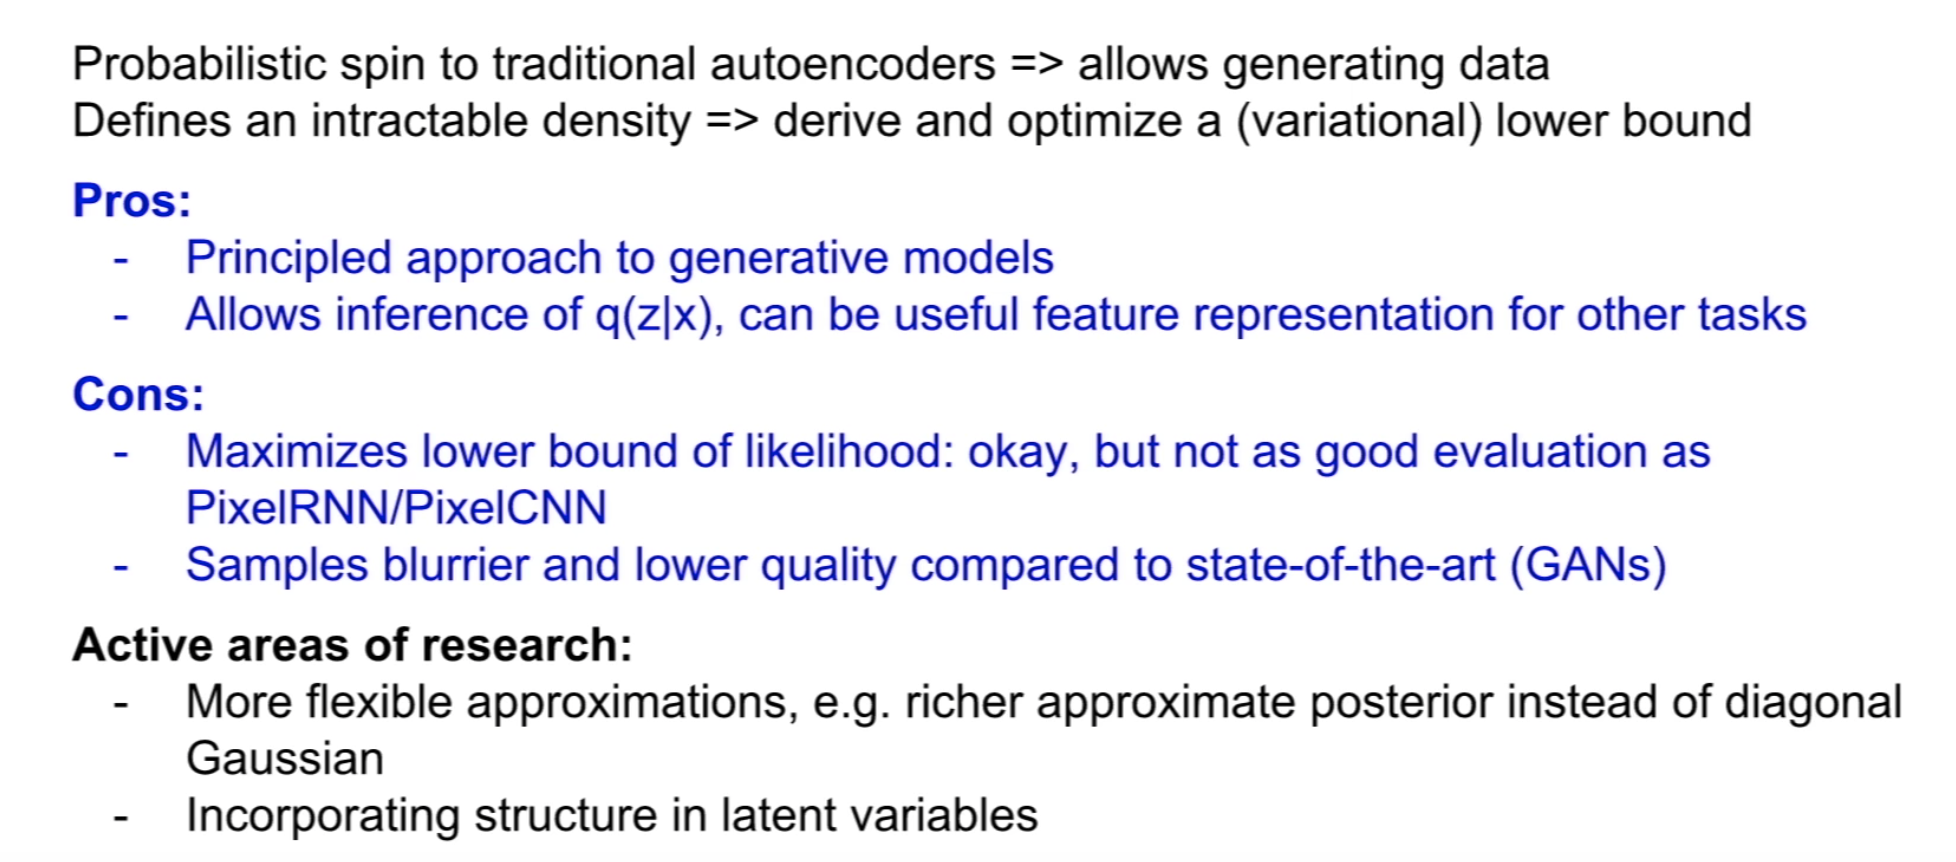 Probabilistic spin to traditional autoencoders => allows generating data
Defines an intractable density => derive and optimize a (variational) lower bound
Pros:
- Principled approach to generative models
- Allows inference of q(z|x), can be useful feature representation for other tasks
Cons:
- Maximizes lower bound of likelihood: okay, but not as good evaluation as
PixelRNN/PixelCNN
- Samples blurrier and lower quality compared to state-of-the-art (GANs)
Active areas of research:
- More flexible approximations, e.g. richer approximate posterior instead of diagonal
Gaussian
- Incorporating structure in latent variables